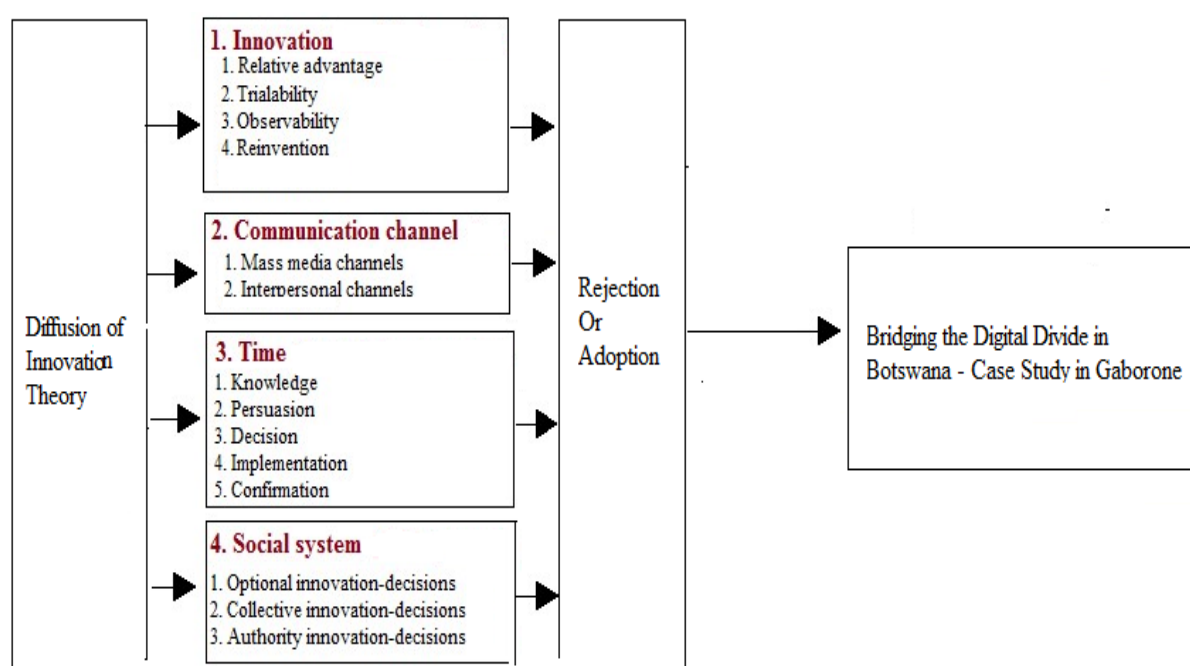 Diffusion of
Innovation
Theory
1. Innovation
1. Relative advantage
2. Trialability
3. Observability
4. Reinvention
2. Communication channel
1. Mass media channels
2. Interpersonal channels
3. Time
1. Knowledge
2. Persuasion
3. Decision
4. Implementation
5. Confirmation
4. Social system
1. Optional innovation-decisions
2. Collective innovation-decisions
3. Authority innovation-decisions
Rejection
Or
Adoption
Bridging the Digital Divide in
Botswana - Case Study in Gaborone